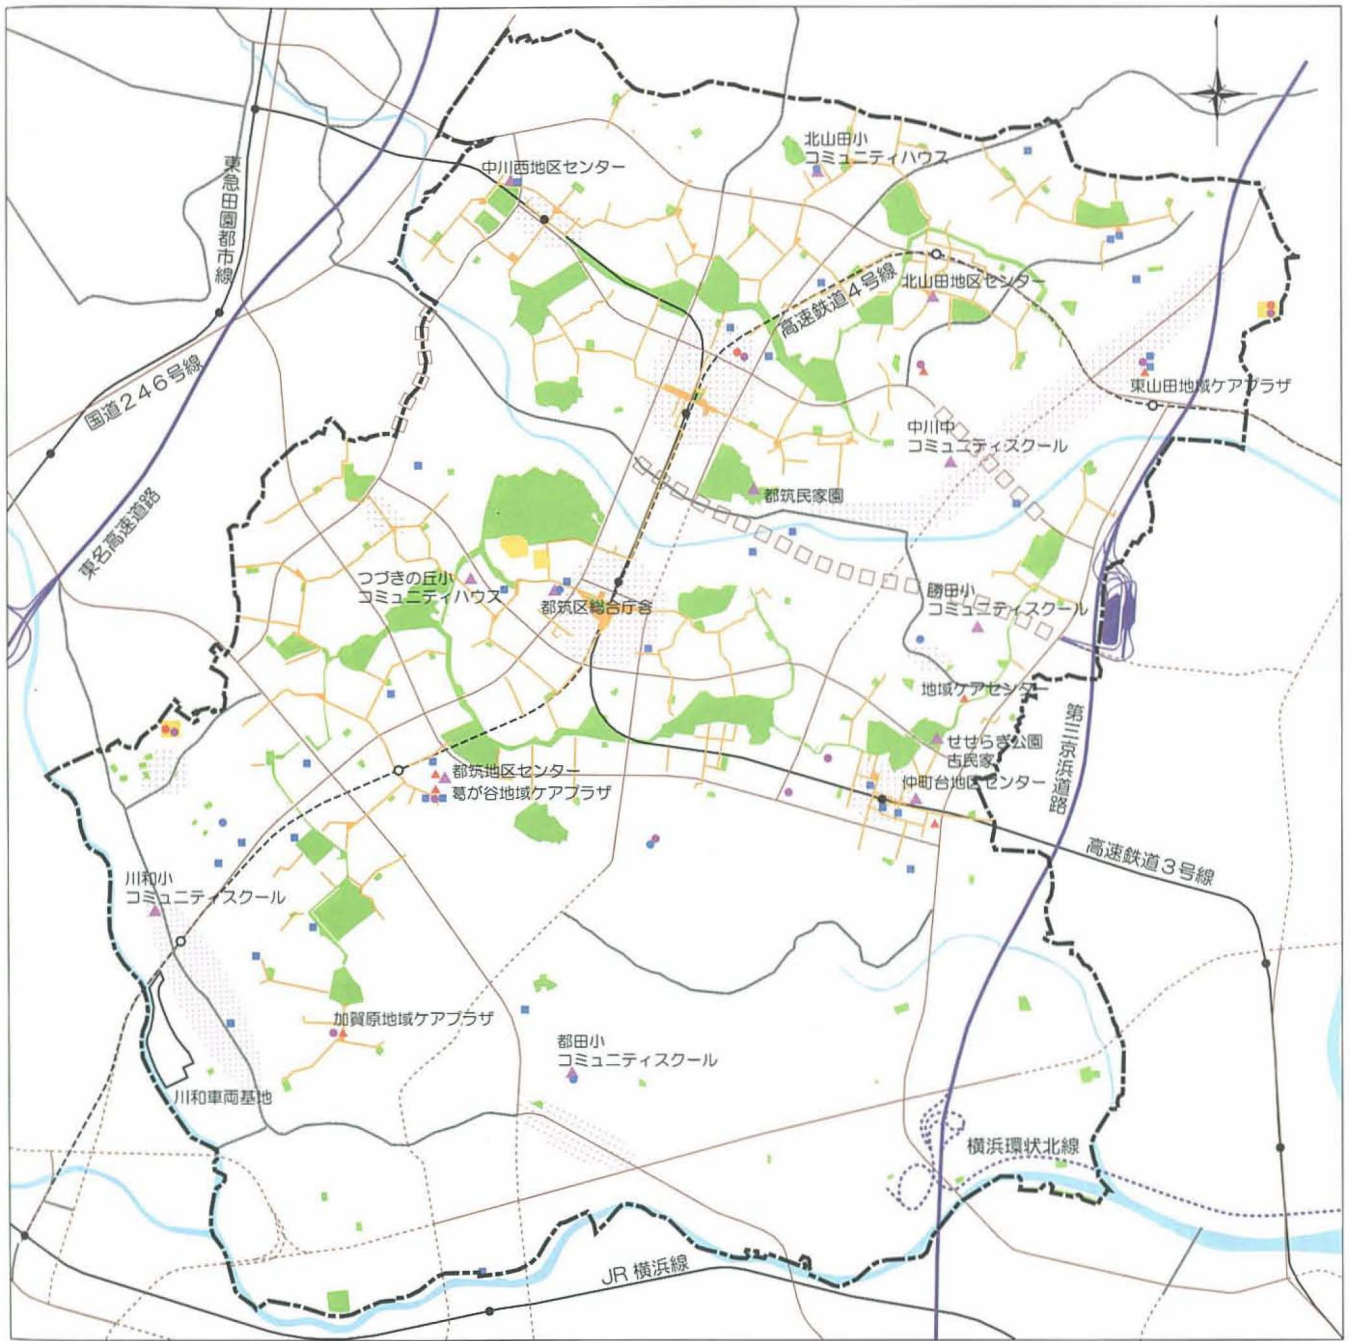 北山田小
コミュニティハウス
中川西地区センター
東急田園都市線
北山田地区センター
高速鉄道4号線
国道246号線
東山田地域ケアプラザ
中川中
コミュニティスクール
都筑民家園
東名高速道路
つづきの丘小
コミュニティハウス
都筑区総合庁舎
勝田小
コミュニティスクール
地域ケアセンター
第三京浜道路
せせらぎ公園
古民家
都筑地区センター
葛が谷地域ケアプラザ
仲町台地区センター
高速鉄道3号線
川和小
コミュニティスクール
加賀原地域ケアプラザ
都田小
コミュニティスクール
川和車両基地
横浜環状北線
JR 横浜線